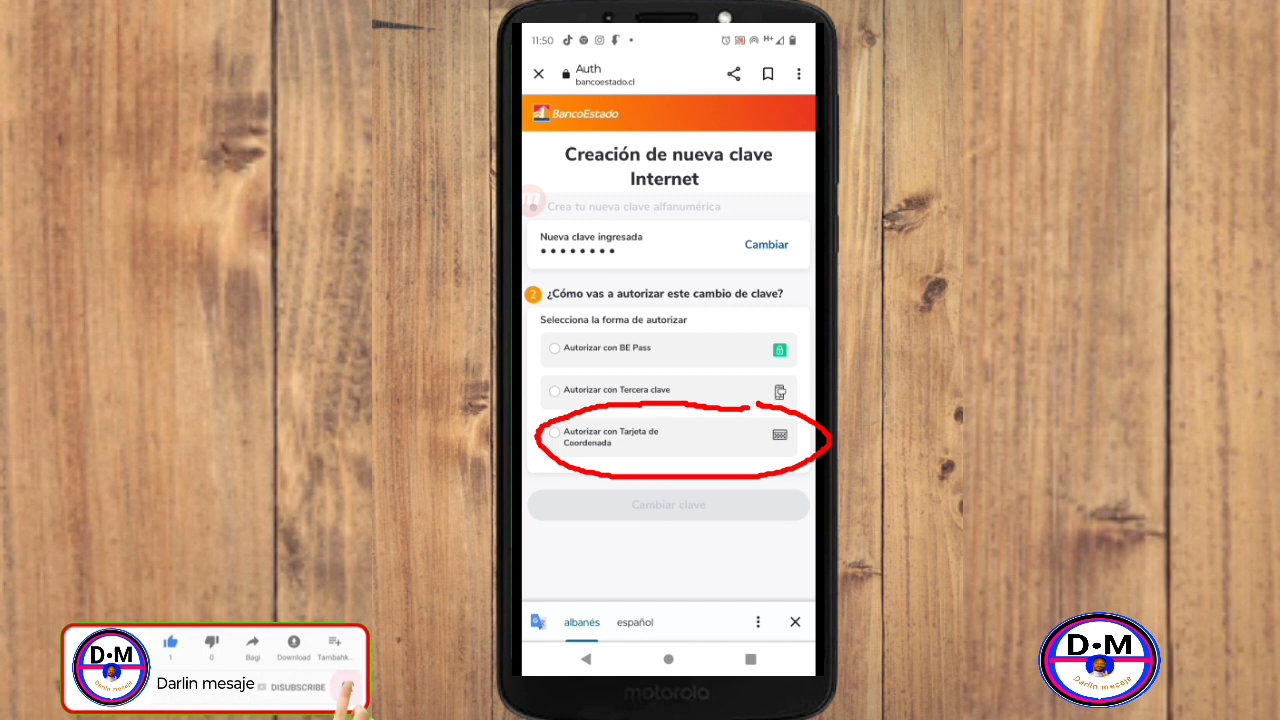 11:50
H+
Auth
bancoestado.cl
BancoEstado
Creación de nueva clave
Internet
Crea tu nueva clave alfanumérica
Nueva clave ingresada
Cambiar
2
¿Cómo vas a autorizar este cambio de clave?
Selecciona la forma de autorizar
Autorizar con BE Pass
Autorizar con Tercera clave
Autorizar con Tarjeta de
Coordenada
Cambiar clave
albanés
español
motorola
D•M
Darlin mesaje
1
0
Bagi
Download
Tambahk..
Darlin mesaje
DISUBSCRIBE
D•M
Darlin mesaje